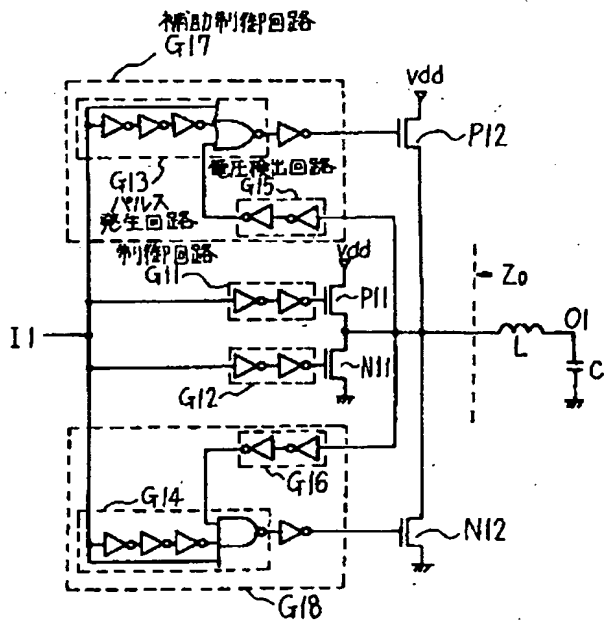 補助制御回路
G17
Vdd
P12
G13
パルス
発生回路
電圧検出回路
G15
制御回路
G11
Vdd
P11
Z0
I1
L
O1
C
N11
G12
G16
G14
N12
G18